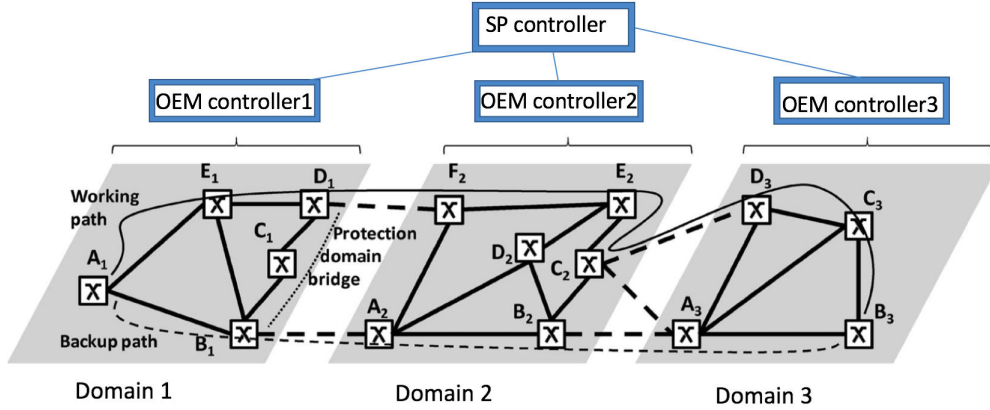 SP controller
OEM controller1
OEM controller2
OEM controller3
E₁
D₁
F₂
E₂
D₃
C₃
Working
path
C₁
Protection
domain
bridge
D₂
C₂
A₁
A₂
B₂
A₃
B₃
Backup path
B₁
Domain 1
Domain 2
Domain 3